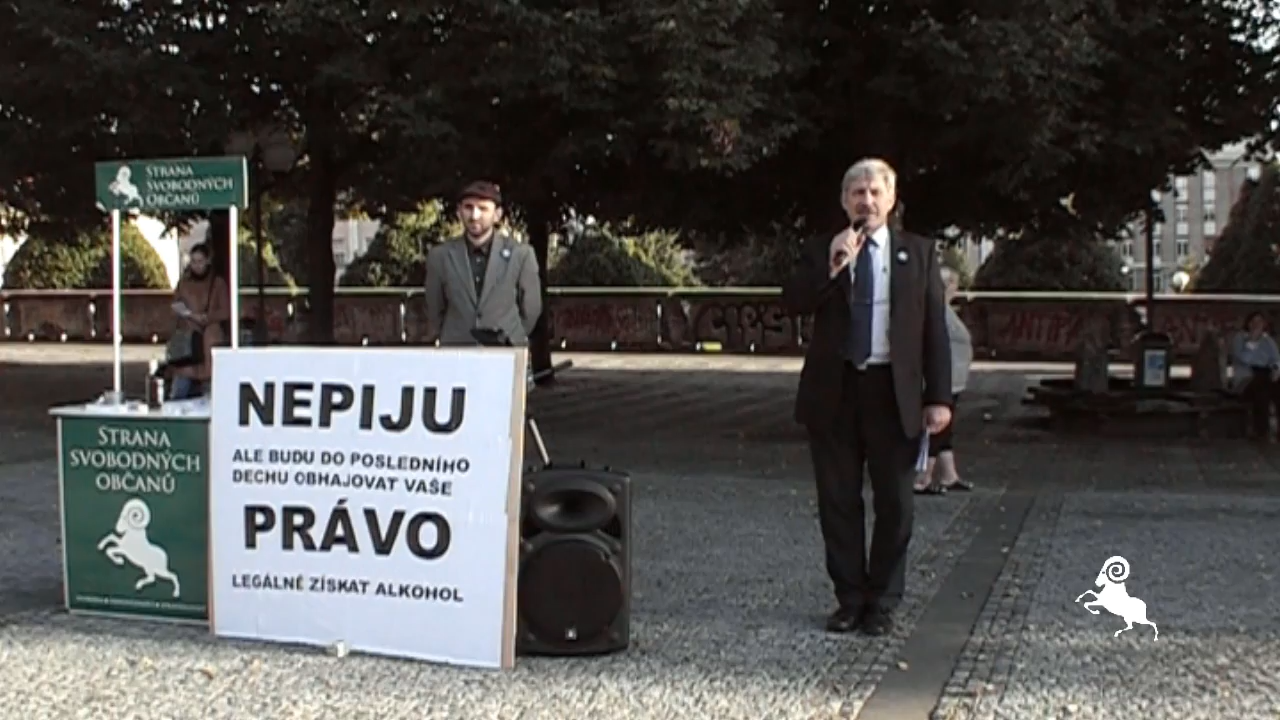 STRANA
SVOBODNÝCH
OBČANŮ
STRANA
SVOBODNÝCH
OBČANŮ
NEPIJU
ALE BUDU DO POSLEDNÍHO
DECHU OBHAJOVAT VAŠE
PRÁVO
LEGÁLNĚ ZÍSKAT ALKOHOL